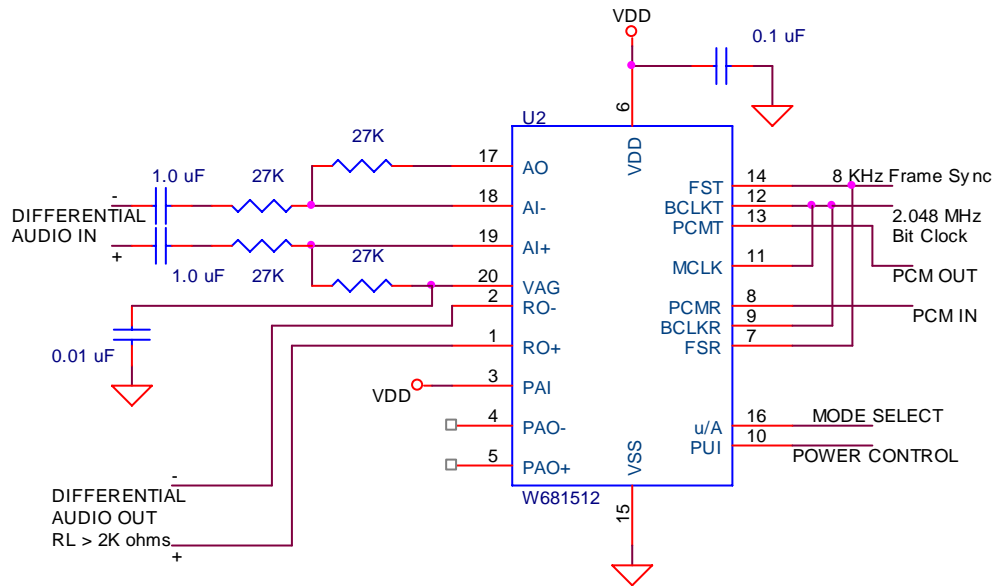 VDD
0.1 uF
U2
6
VDD
27K
17
AO
14
FST
8 KHz Frame Sync
1.0 uF
27K
18
AI-
12
BCLKT
-
DIFFERENTIAL
AUDIO IN
+
13
PCMT
2.048 MHz
Bit Clock
19
AI+
1.0 uF
27K
27K
11
MCLK
PCM OUT
20
VAG
2
RO-
8
PCMR
PCM IN
9
BCLKR
0.01 uF
1
RO+
7
FSR
VDD
3
PAI
4
PAO-
16
u/A
MODE SELECT
10
PUI
POWER CONTROL
5
PAO+
VSS
-
DIFFERENTIAL
AUDIO OUT
RL > 2K ohms
+
W681512
15